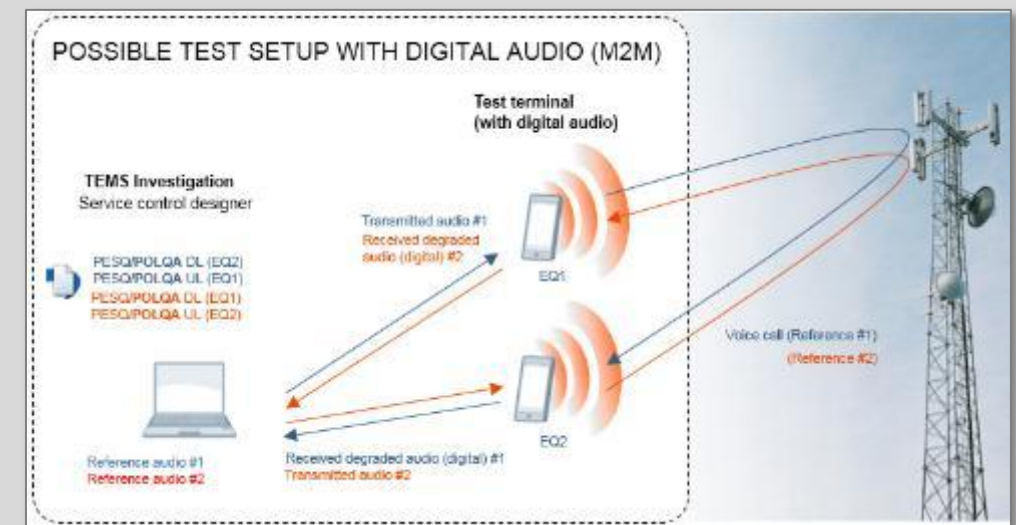 POSSIBLE TEST SETUP WITH DIGITAL AUDIO (M2M)
Test terminal
(with digital audio)
TEMS Investigation
Service control designer
PESQ/POLQA DL (EQ2)
PESQ/POLQA UL (EQ1)
PESQ/POLQA DL (EQ1)
PESQ/POLQA UL (EQ2)
Transmitted audio #1
Received degraded
audio (digital) #2
EQ1
Voice call (Reference #1)
(Reference #2)
EQ2
Reference audio #1
Reference audio #2
Received degraded audio (digital) #1
Transmitted audio #2